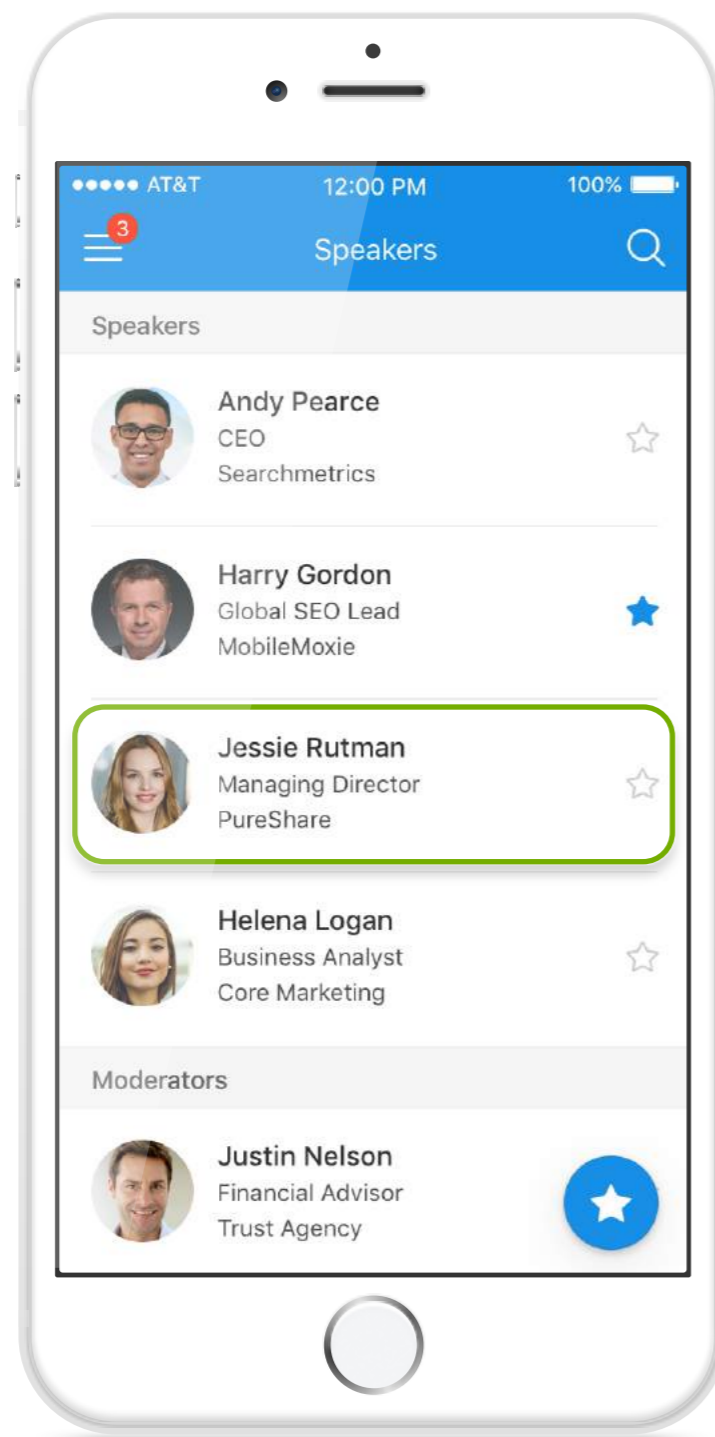 AT&T 12:00 PM 100%
3
Speakers
Speakers
Andy Pearce
CEO
Searchmetrics
Harry Gordon
Global SEO Lead
MobileMoxie
Jessie Rutman
Managing Director
PureShare
Helena Logan
Business Analyst
Core Marketing
Moderators
Justin Nelson
Financial Advisor
Trust Agency